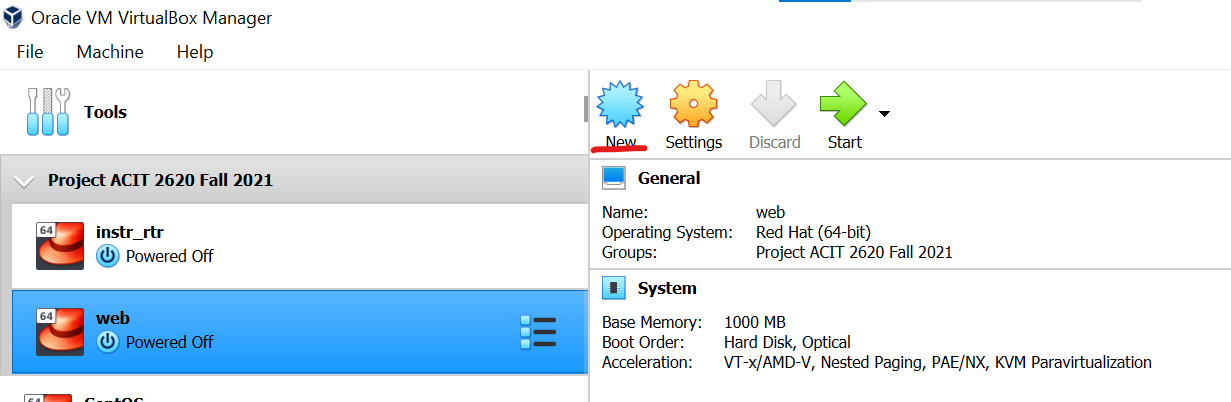 Oracle VM VirtualBox Manager
File Machine Help
Tools
New Settings Discard Start
Project ACIT 2620 Fall 2021
64 instr_rtr
Powered Off
64 web
Powered Off
64 CentOS
General
Name: web
Operating System: Red Hat (64-bit)
Groups: Project ACIT 2620 Fall 2021
System
Base Memory: 1000 MB
Boot Order: Hard Disk, Optical
Acceleration: VT-x/AMD-V, Nested Paging, PAE/NX, KVM Paravirtualization